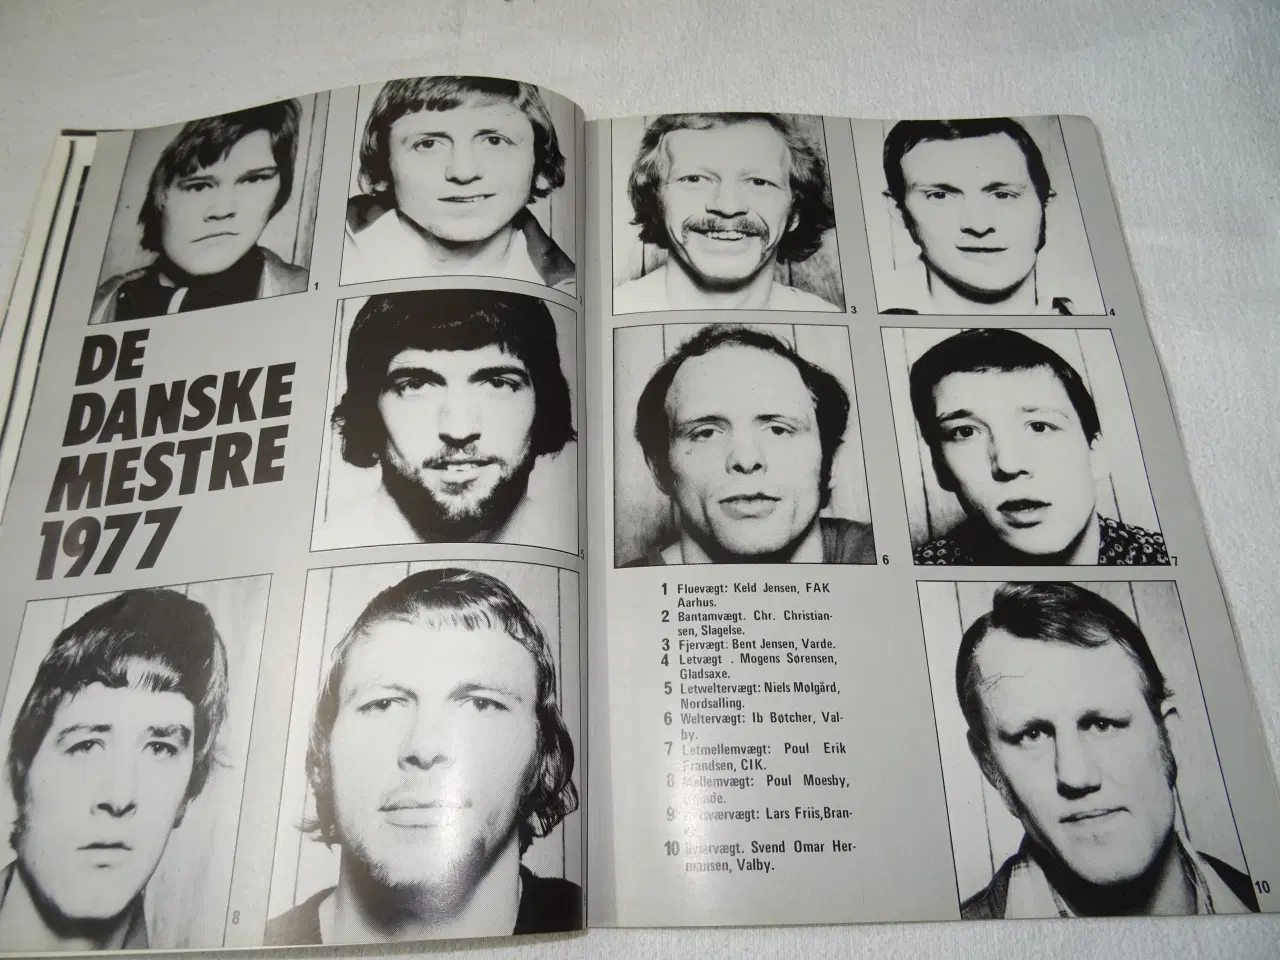 DE
DANSKE
MESTRE
1977
1
2
3
4
5
6
7
8
10
1 Fluevægt: Keld Jensen, FAK
Aarhus.
2 Bantamvægt. Chr. Christian-
sen, Slagelse.
3 Fjervægt: Bent Jensen, Varde.
4 Letvægt . Mogens Sørensen,
Gladsaxe.
5 Letweltervægt: Niels Mølgård,
Nordsalling.
6 Weltervægt: Ib Bøtcher, Val-
by.
7 Letmellemvægt: Poul Erik
Frandsen, CIK.
8 Mellemvægt: Poul Moesby,
9 Lars Friis,Bran-
10 Sværvægt. Svend Omar Her-
mansen, Valby.